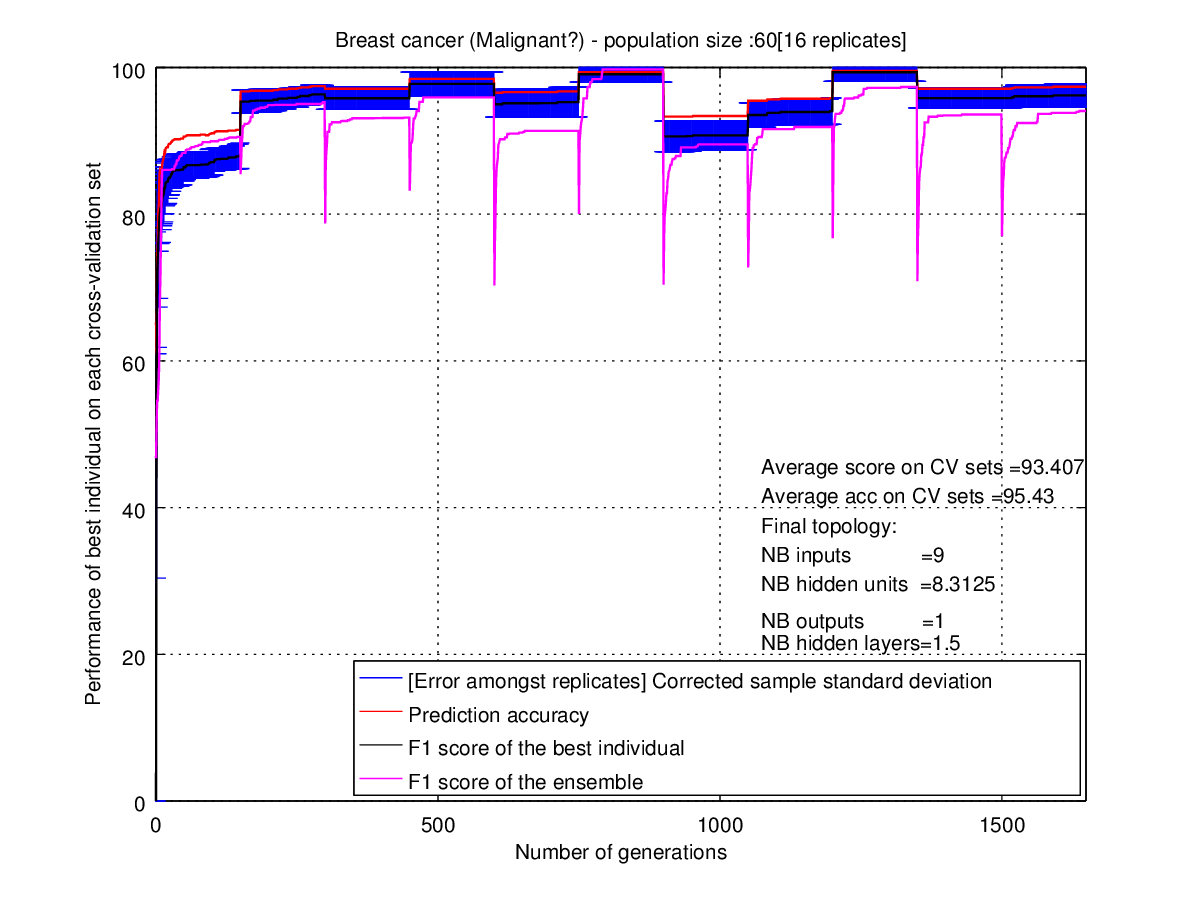 Breast cancer (Malignant?) - population size :60[16 replicates]
Performance of best individual on each cross-validation set
100
80
60
40
20
0
Average score on CV sets =93.407
Average acc on CV sets =95.43
Final topology:
NB inputs =9
NB hidden units =8.3125
NB outputs =1
NB hidden layers=1.5
[Error amongst replicates] Corrected sample standard deviation
Prediction accuracy
F1 score of the best individual
F1 score of the ensemble
0 500 1000 1500
Number of generations